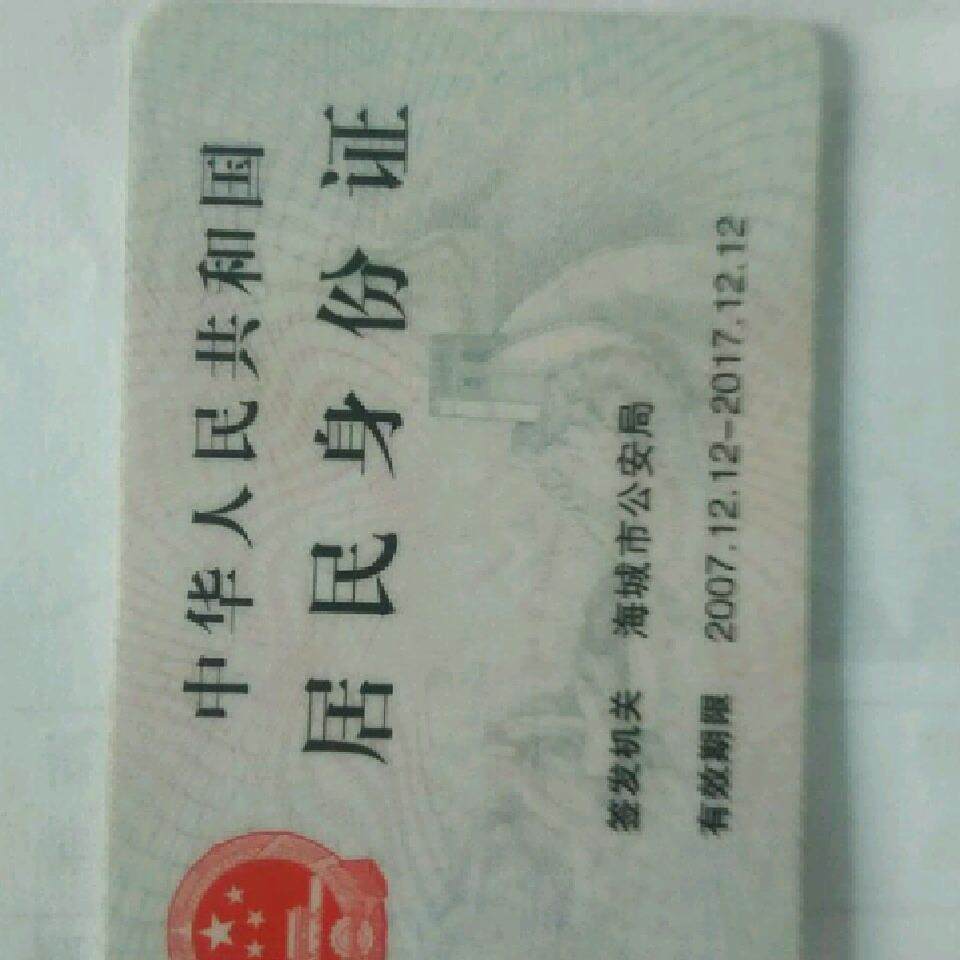 中华人民共和国
居民身份证
签发机关 海城市公安局
有效期限 2007.12.12-2017.12.12